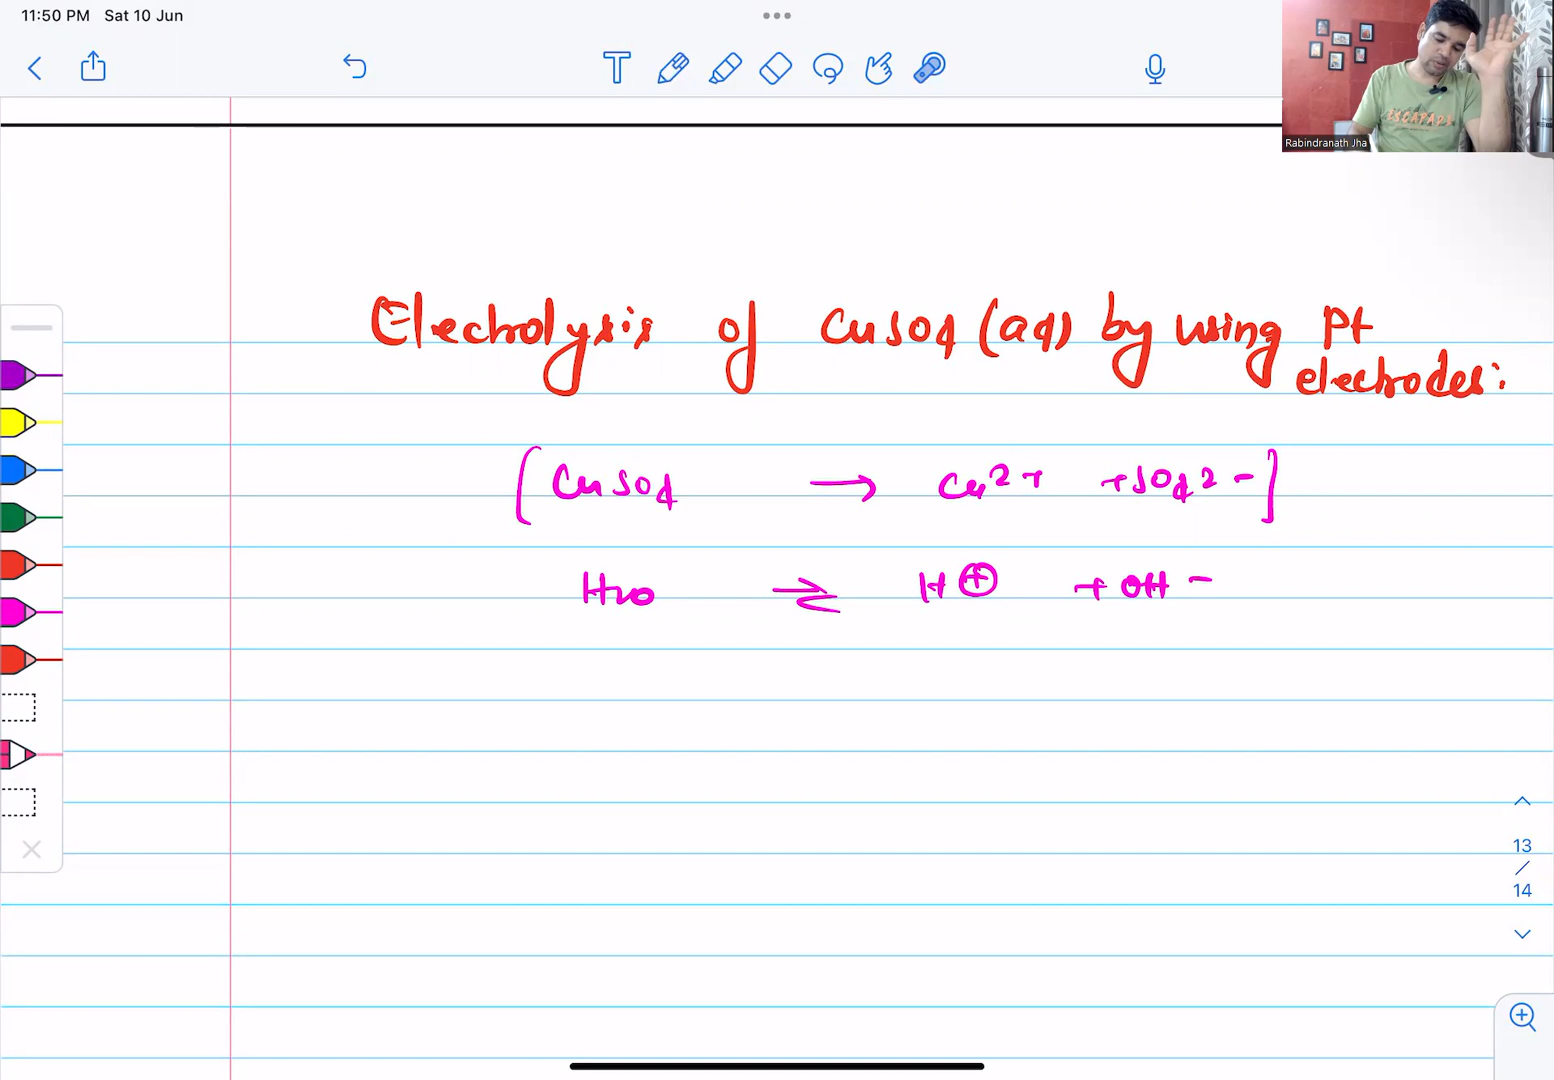 11:50 PM Sat 10 Jun
Rabindranath Jha
Electrolysis of CuSO4 (aq) by using Pt
electrodes:
[CuSO4 → Cu2+ + SO42-]
H2O ⇌ H⊕ + OH-
13
/
14